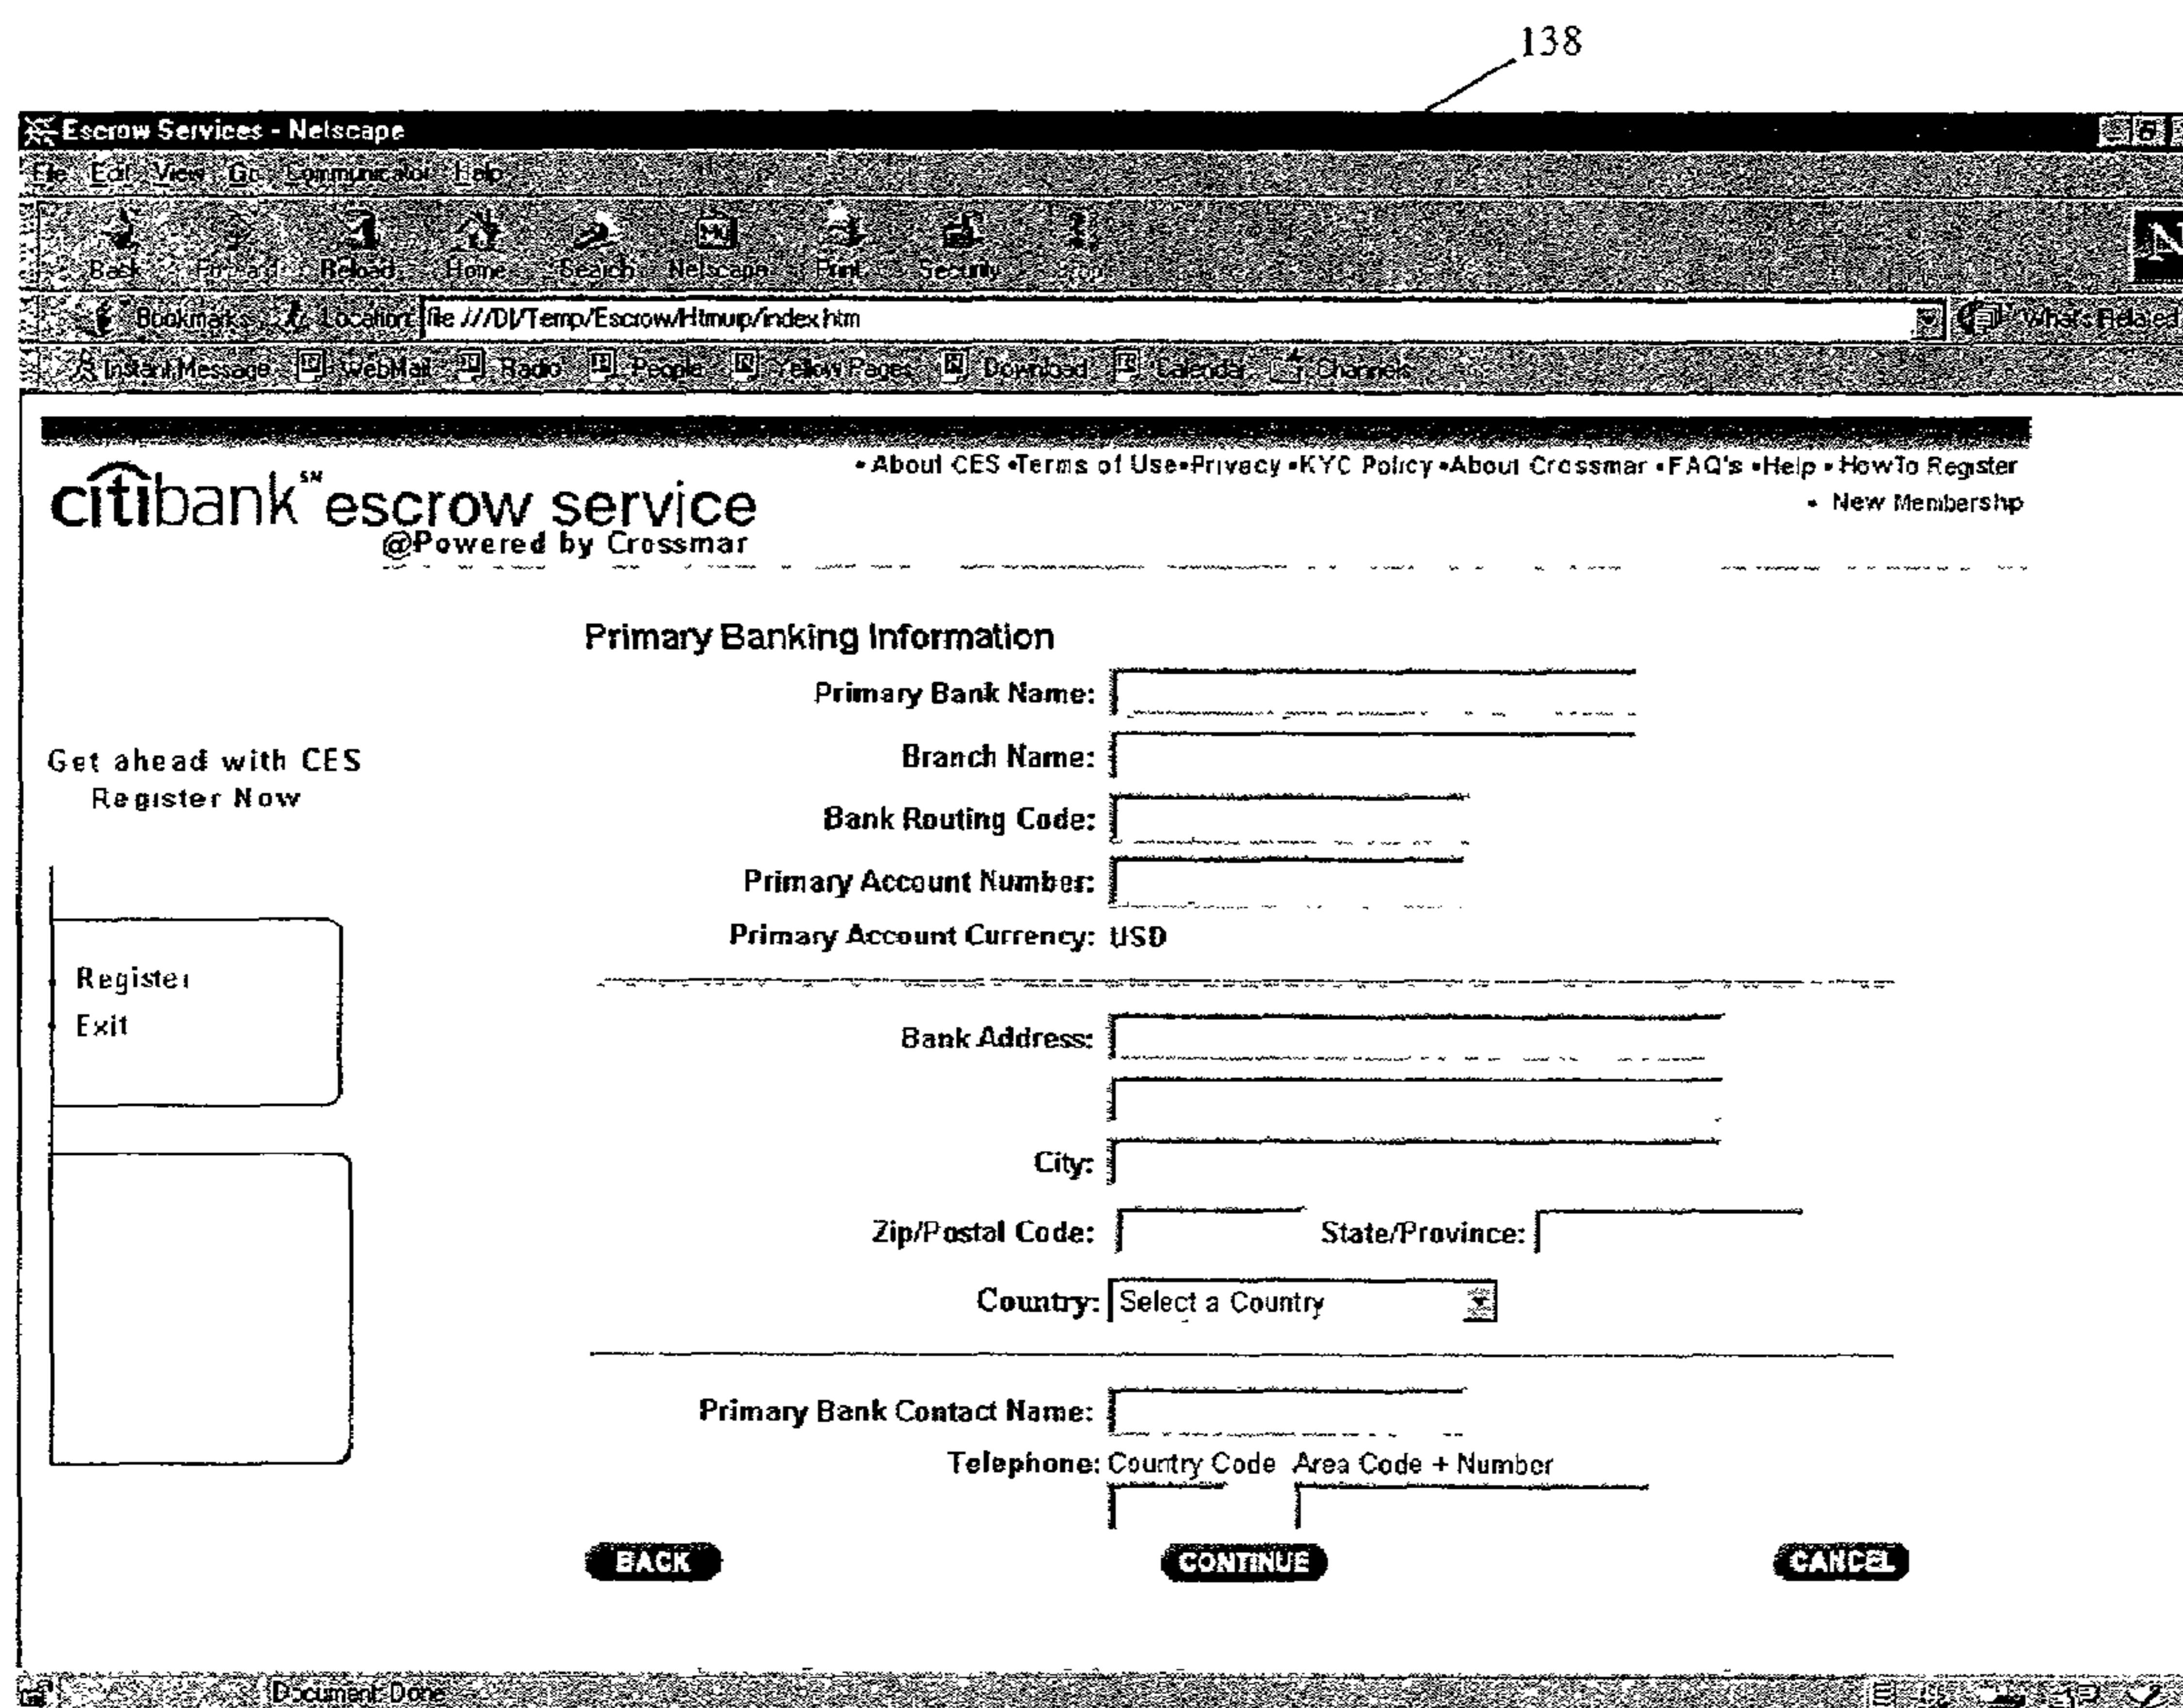 138
Escrow Services - Netscape
File Edit View Go Communicator Help
Back Forward Reload Home Search Netscape Print Security Stop
Bookmarks Location: file:///D|/Temp/Escrow/Htmuip/index.htm What's Related
Instant Message WebMail Radio People Yellow Pages Download Calendar Channels
• About CES • Terms of Use • Privacy • KYC Policy • About Crossmar • FAQ's • Help • How To Register
• New Membership
citibank℠ escrow service
@Powered by Crossmar
Primary Banking Information
Primary Bank Name:
Branch Name:
Get ahead with CES
Register Now
Bank Routing Code:
Primary Account Number:
Primary Account Currency: USD
Register
Exit
Bank Address:
City:
Zip/Postal Code: State/Province:
Country: Select a Country
Primary Bank Contact Name:
Telephone: Country Code Area Code + Number
BACK CONTINUE CANCEL
Document: Done